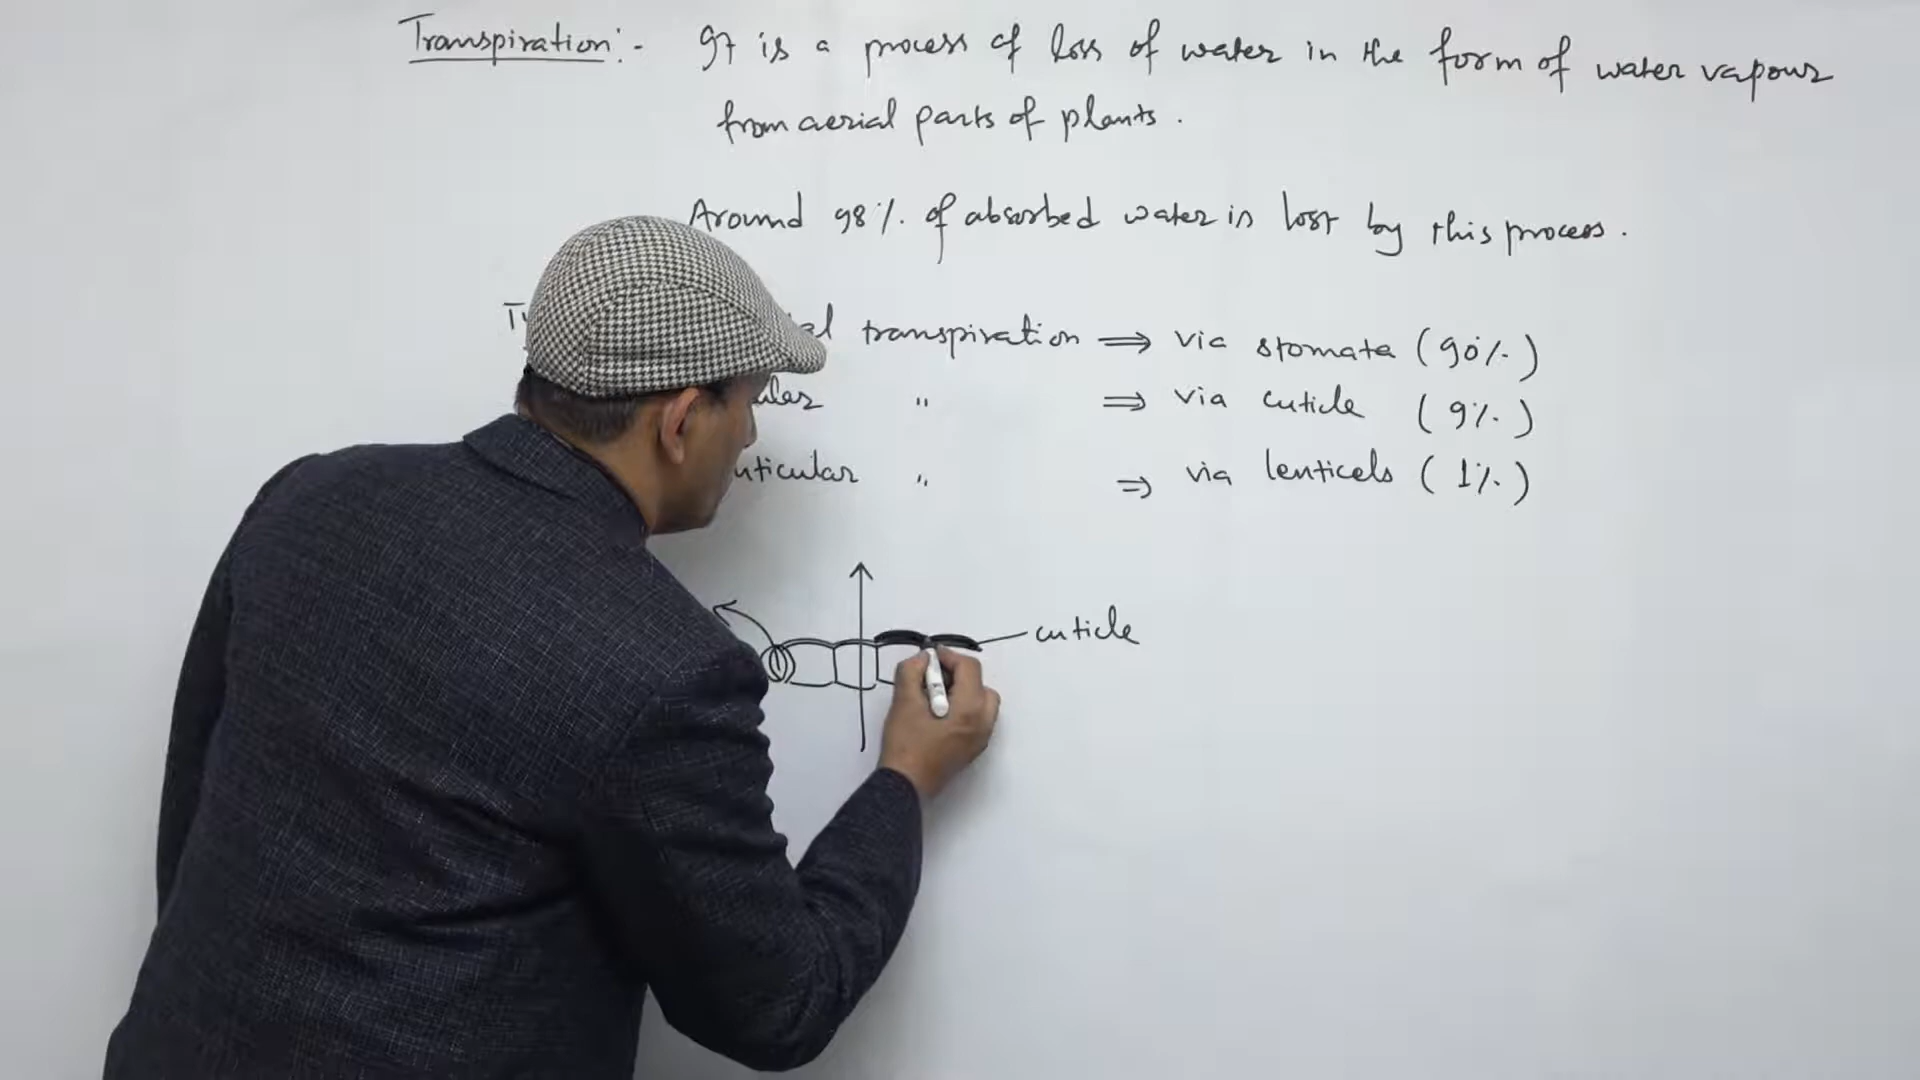 Transpiration:- It is a process of loss of water in the form of water vapour
from aerial parts of plants.
Around 98% of absorbed water is lost by this process.
transpiration ⇒ via stomata (90%)
" ⇒ via cuticle (9%)
" ⇒ via lenticels (1%)
cuticle